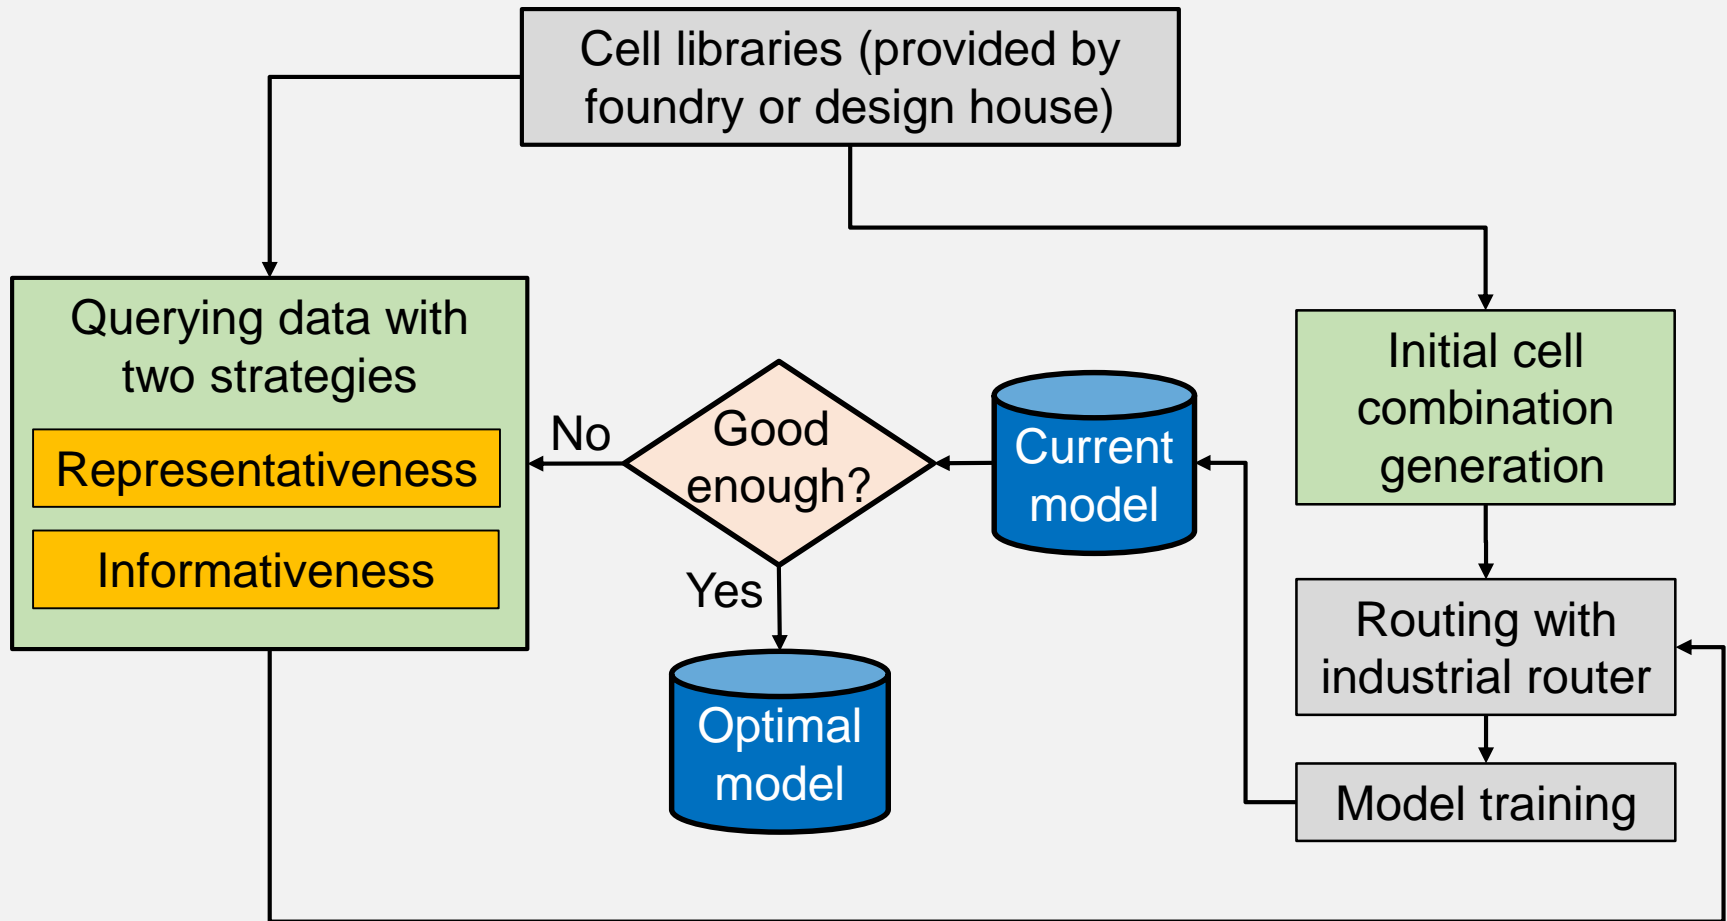 Cell libraries (provided by
foundry or design house)
Querying data with
two strategies
Representativeness
Informativeness
No
Good
enough?
Yes
Optimal
model
Current
model
Initial cell
combination
generation
Routing with
industrial router
Model training